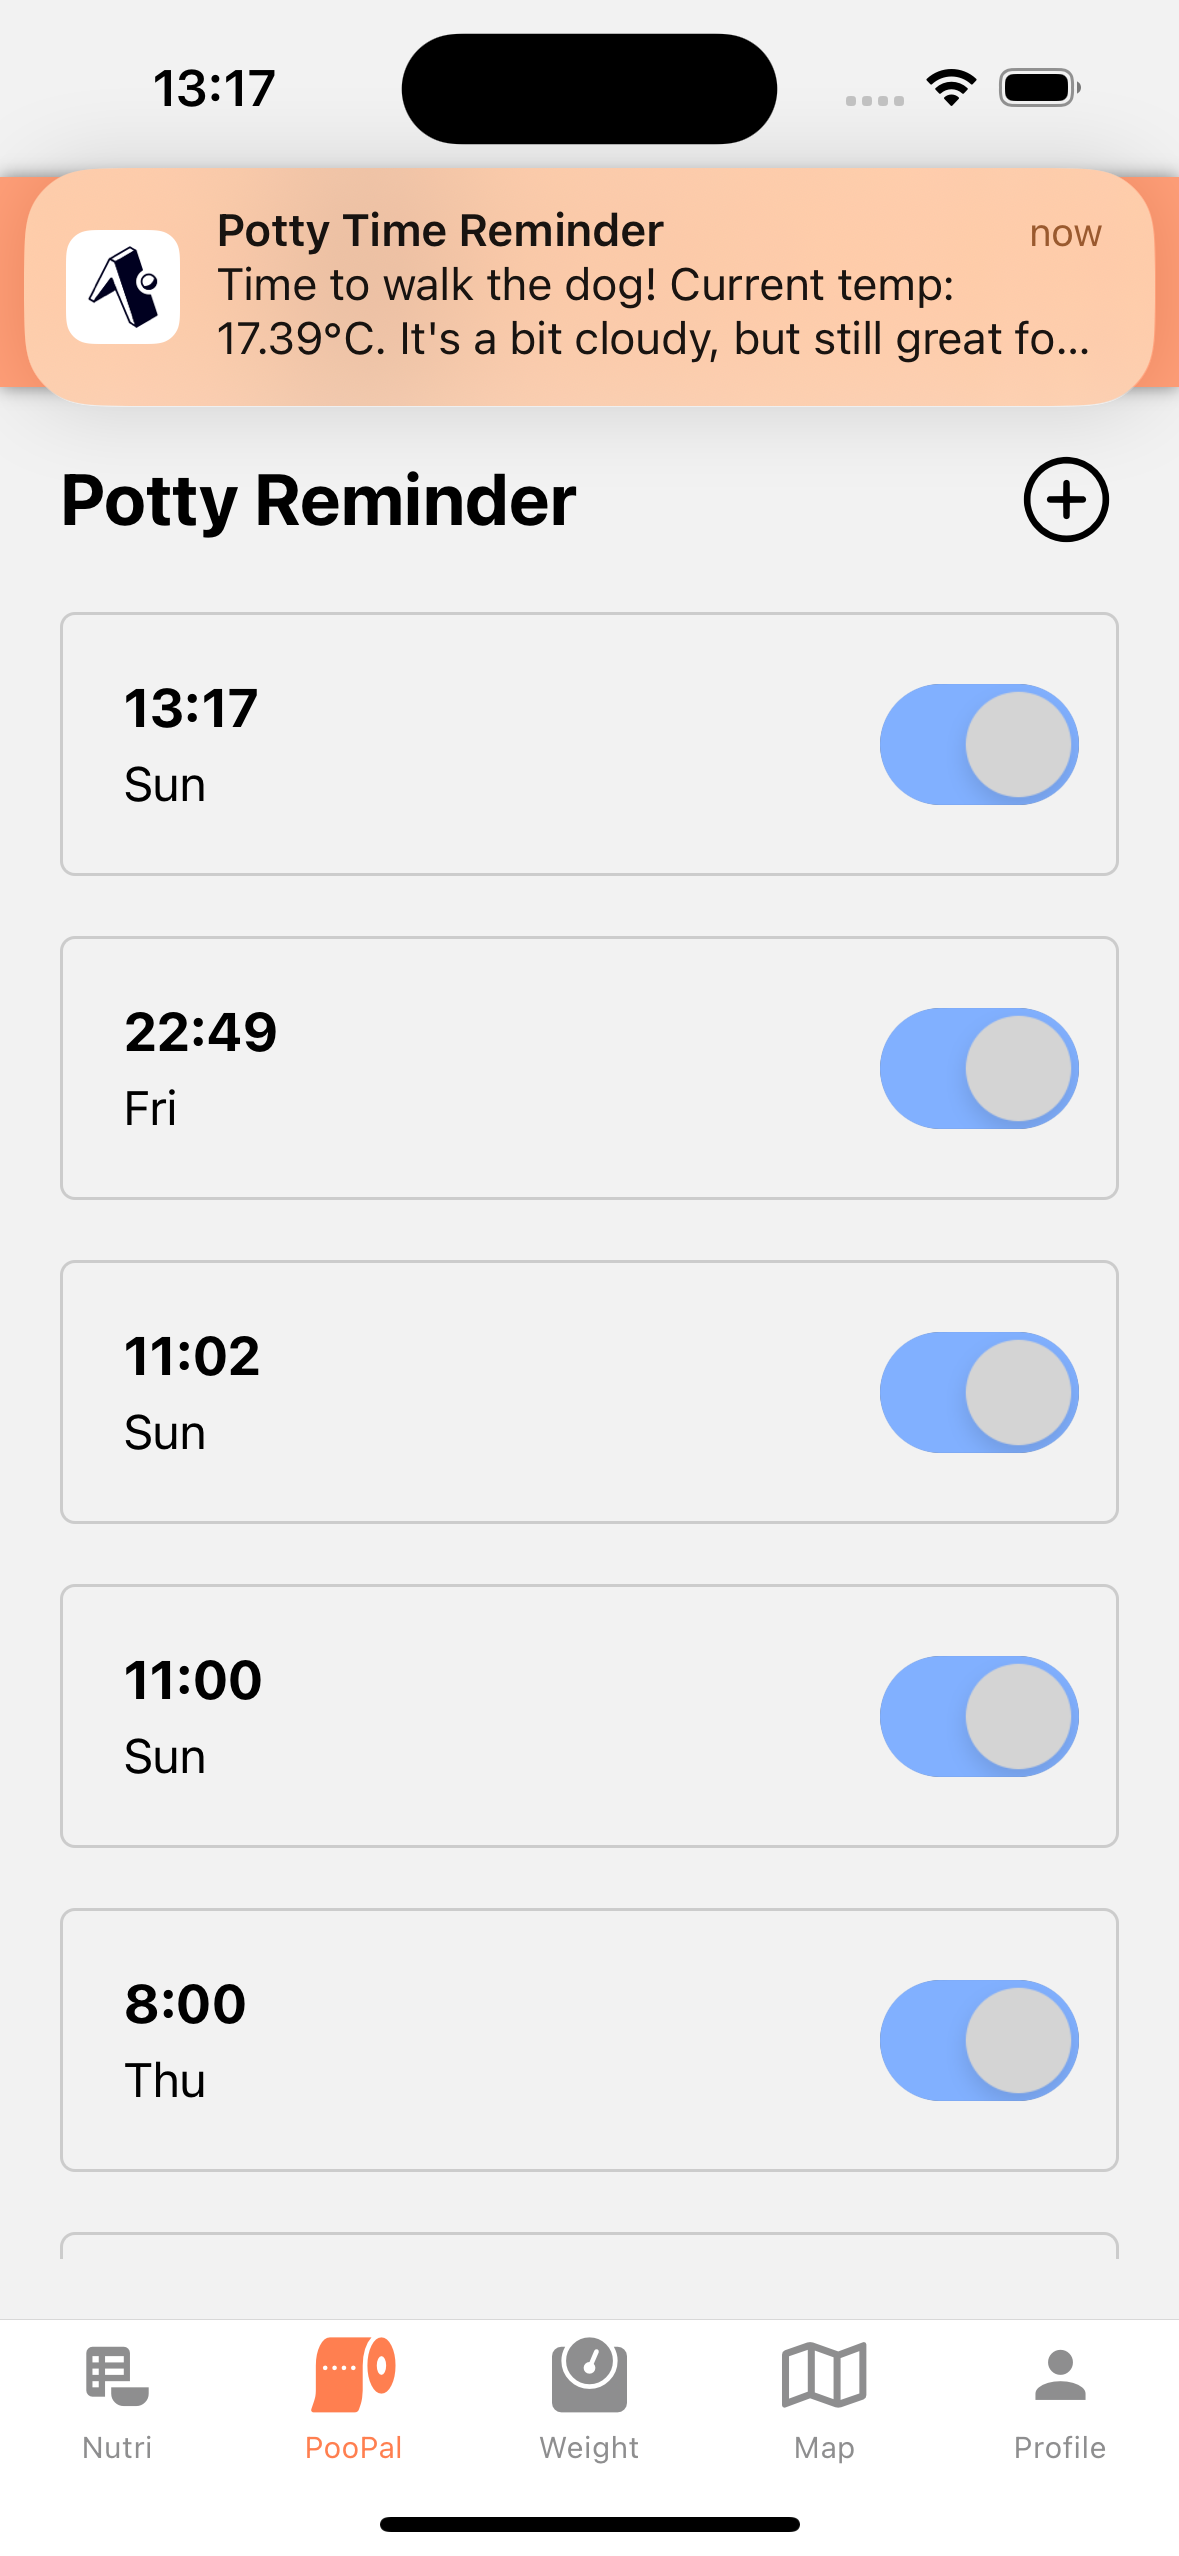 13:17
Potty Time Reminder
now
Time to walk the dog! Current temp:
17.39°C. It's a bit cloudy, but still great fo...
Potty Reminder
13:17
Sun
22:49
Fri
11:02
Sun
11:00
Sun
8:00
Thu
Nutri
PooPal
Weight
Map
Profile